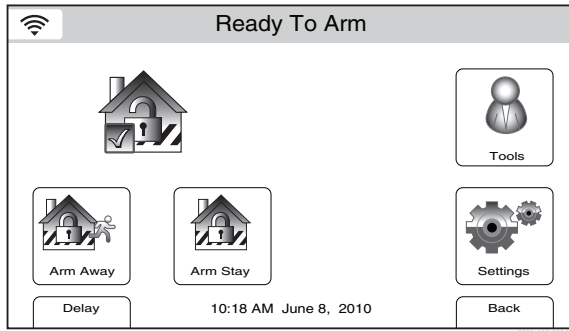 Ready To Arm
Tools
Arm Away
Arm Stay
Settings
Delay
10:18 AM June 8, 2010
Back